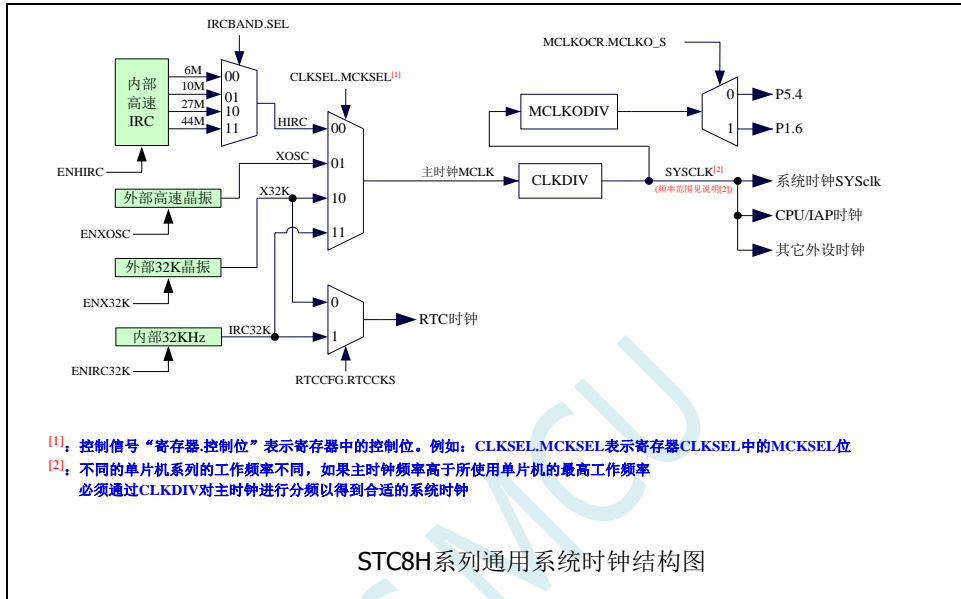 IRCBAND.SEL
MCLKOCR.MCLKO_S
CLKSEL.MCKSEL[1]
内部
高速
IRC
6M
10M
27M
44M
00
01
10
11
HIRC
00
01
10
11
XOSC
X32K
ENHIRC
外部高速晶振
ENXOSC
外部32K晶振
ENX32K
内部32KHz
IRC32K
ENIRC32K
0
1
RTC时钟
RTCCFG.RTCCKS
主时钟MCLK
CLKDIV
MCLKODIV
0
1
P5.4
P1.6
SYSCLK[2]
(频率范围见说明[2])
系统时钟SYSclk
CPU/IAP时钟
其它外设时钟
[1]：控制信号“寄存器.控制位”表示寄存器中的控制位。例如：CLKSEL.MCKSEL表示寄存器CLKSEL中的MCKSEL位
[2]：不同的单片机系列的工作频率不同，如果主时钟频率高于所使用单片机的最高工作频率
必须通过CLKDIV对主时钟进行分频以得到合适的系统时钟
STC8H系列通用系统时钟结构图